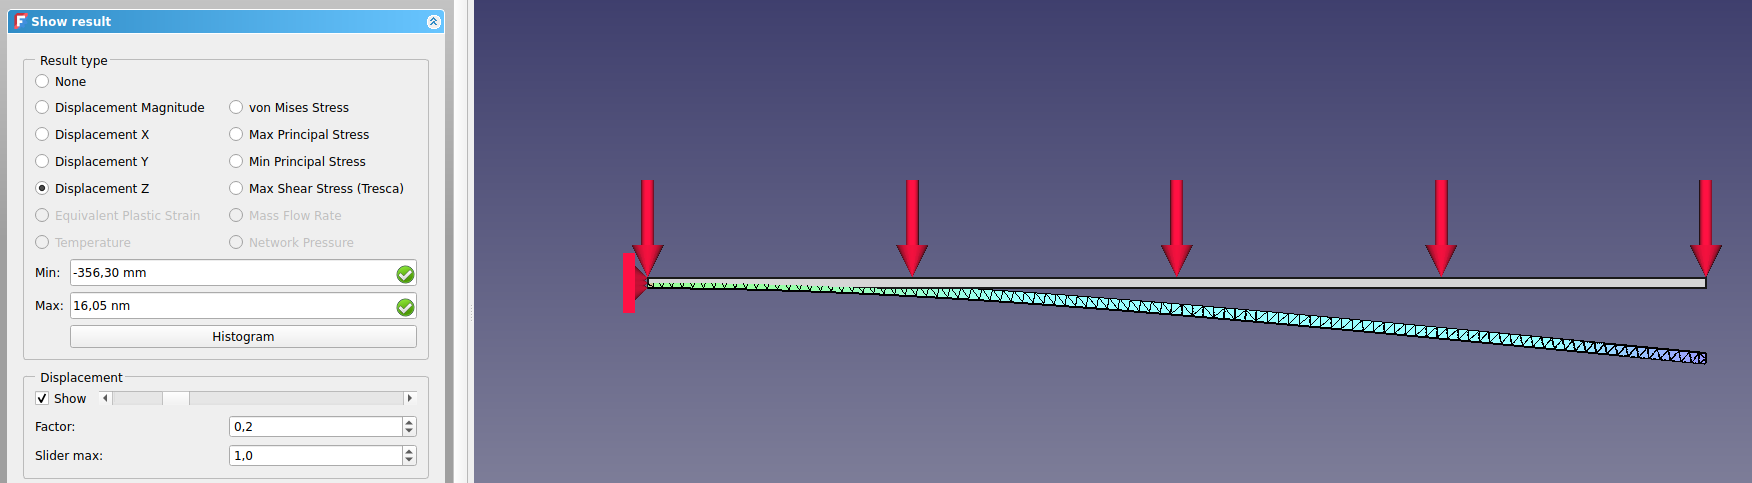 Show result
Result type
None
Displacement Magnitude von Mises Stress
Displacement X Max Principal Stress
Displacement Y Min Principal Stress
Displacement Z Max Shear Stress (Tresca)
Equivalent Plastic Strain Mass Flow Rate
Temperature Network Pressure
Min: -356,30 mm
Max: 16,05 nm
Histogram
Displacement
Show
Factor: 0,2
Slider max: 1,0